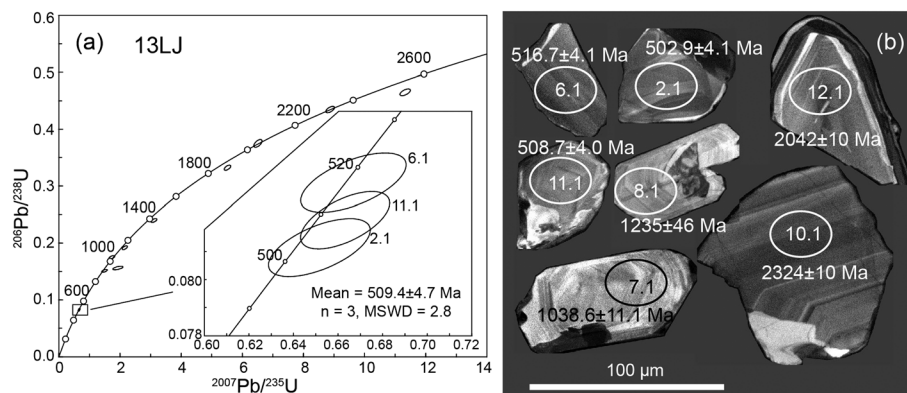 (a) 13LJ
0.6
0.5
0.4
0.3
0.2
0.1
0.0
206Pb/238U
600
1000
1400
1800
2200
2600
0.080
0.078
500
520
6.1
11.1
2.1
Mean = 509.4±4.7 Ma
n = 3, MSWD = 2.8
0.60 0.62 0.64 0.66 0.68 0.70 0.72
0 2 4 6 8 10 12 14
2007Pb/235U
(b)
516.7±4.1 Ma
6.1
502.9±4.1 Ma
2.1
12.1
2042±10 Ma
508.7±4.0 Ma
11.1
8.1
1235±46 Ma
10.1
2324±10 Ma
7.1
1038.6±11.1 Ma
100 µm